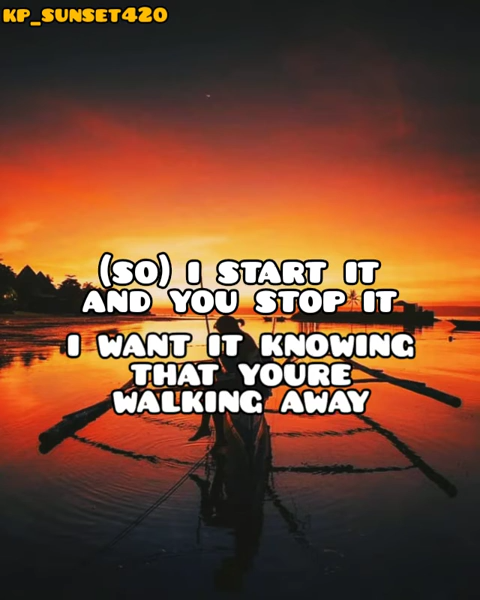 KP_SUNSET420
(SO) I START IT
AND YOU STOP IT
I WANT IT KNOWING
THAT YOURE
WALKING AWAY